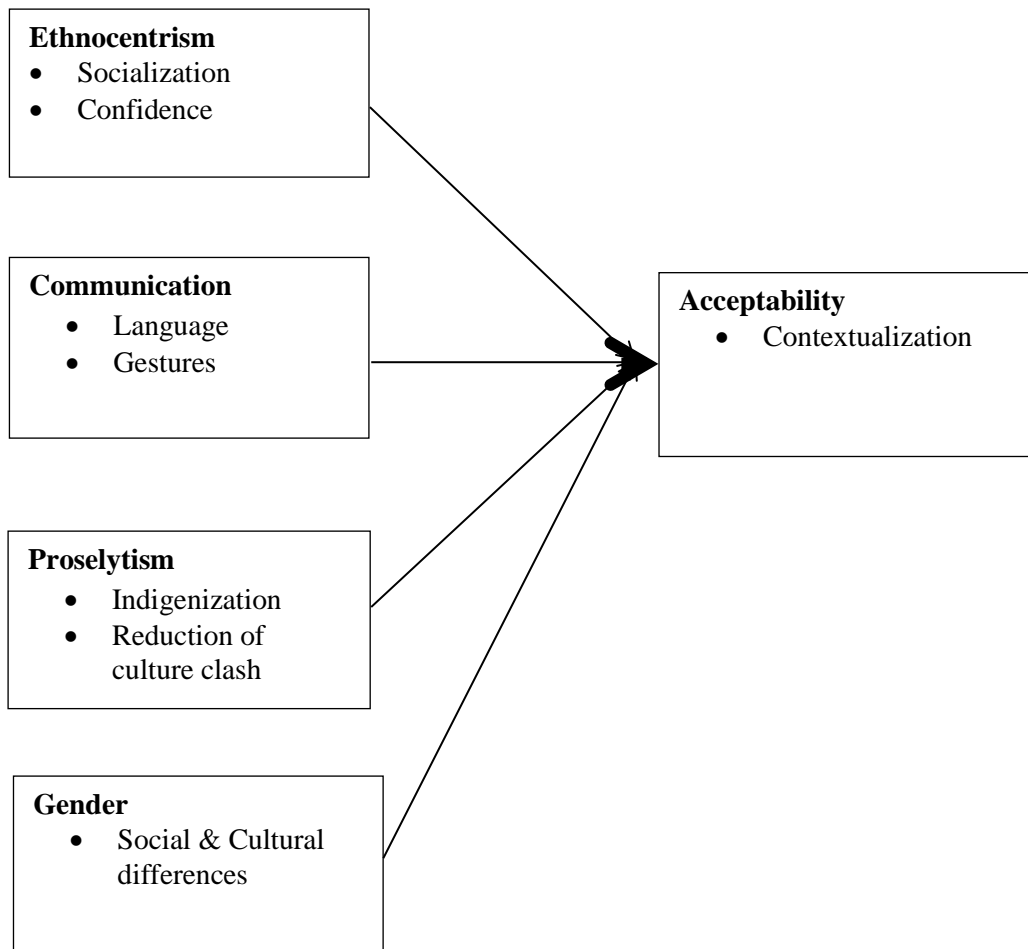 Ethnocentrism
• Socialization
• Confidence
Communication
• Language
• Gestures
Proselytism
• Indigenization
• Reduction of
culture clash
Gender
• Social & Cultural
differences
Acceptability
• Contextualization